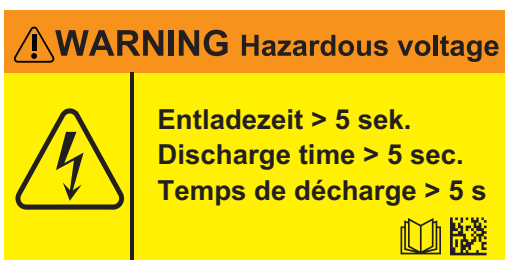 WARNING Hazardous voltage
Entladezeit > 5 sek.
Discharge time > 5 sec.
Temps de décharge > 5 s